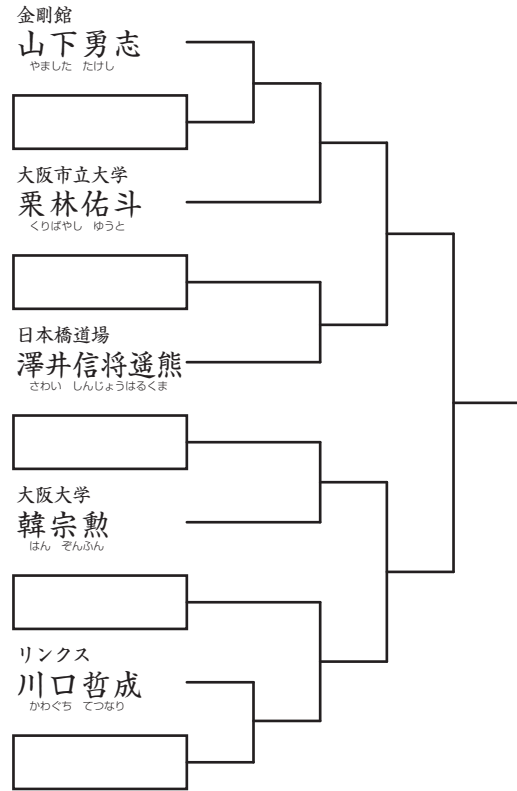 金剛館
山下勇志
やました たけし
大阪市立大学
栗林佑斗
くりばやし ゆうと
日本橋道場
澤井信将遥熊
さわい しんじょうはるくま
大阪大学
韓宗勲
はん ぞんふん
リンクス
川口哲成
かわぐち てつなり